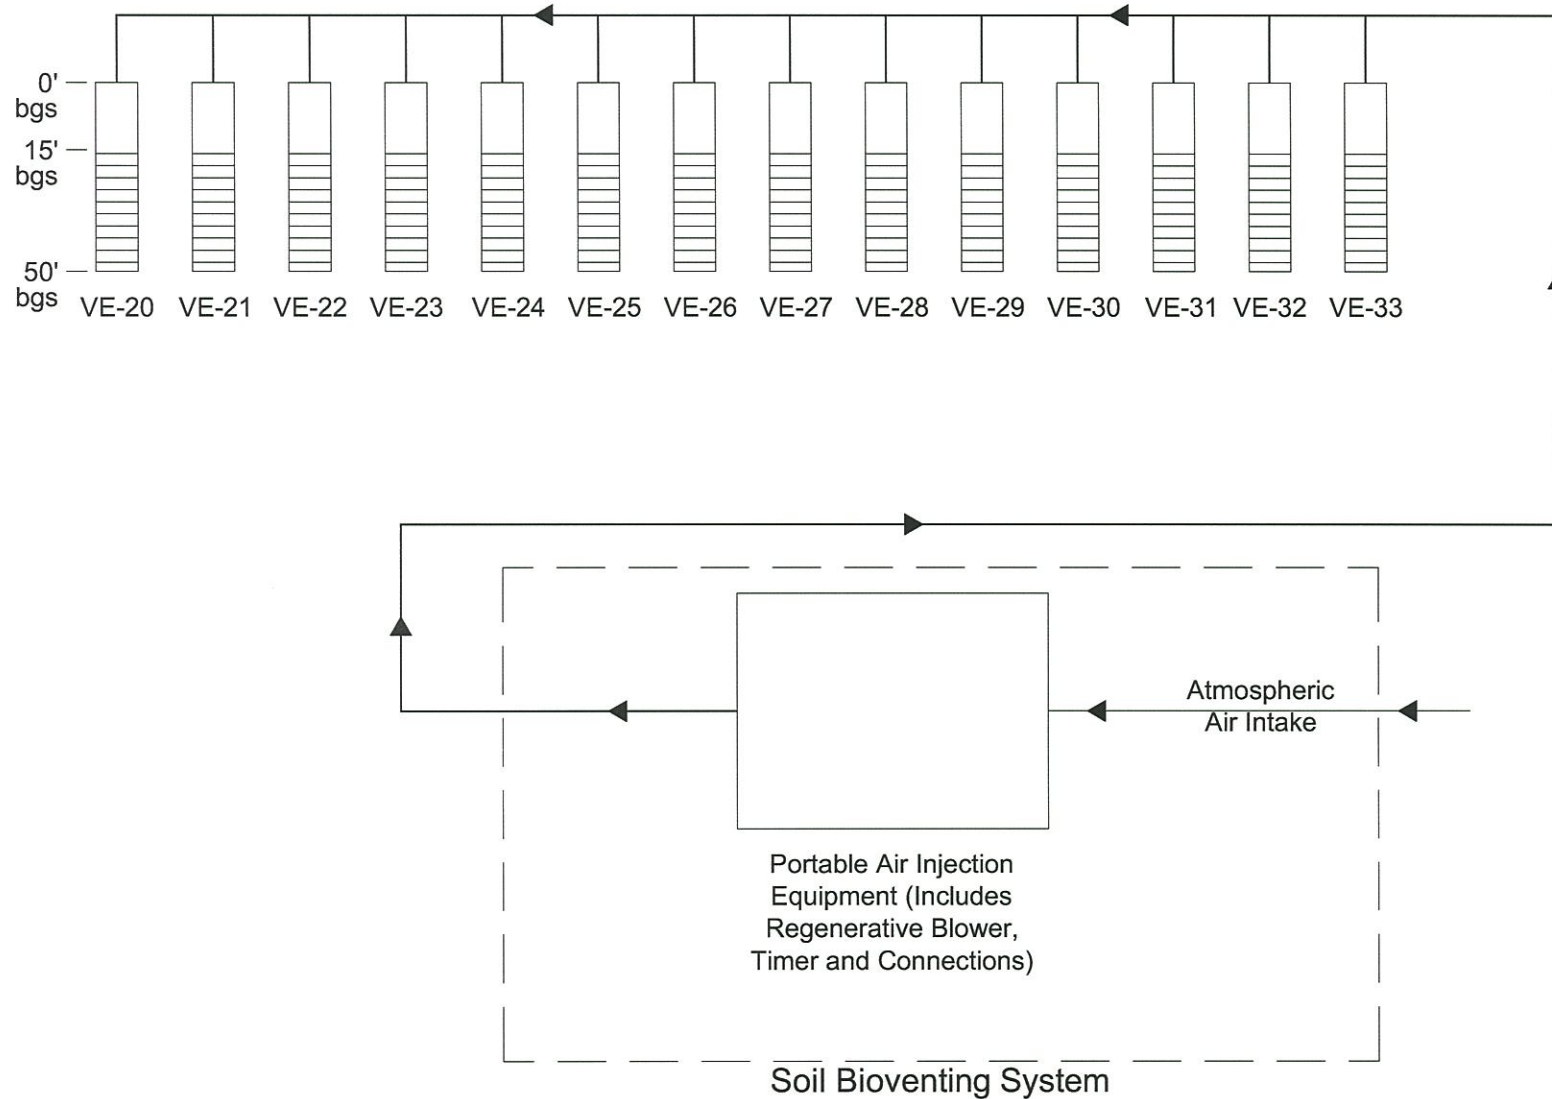 0'
bgs
15'
bgs
50'
bgs
VE-20 VE-21 VE-22 VE-23 VE-24 VE-25 VE-26 VE-27 VE-28 VE-29 VE-30 VE-31 VE-32 VE-33
Atmospheric
Air Intake
Portable Air Injection
Equipment (Includes
Regenerative Blower,
Timer and Connections)
Soil Bioventing System